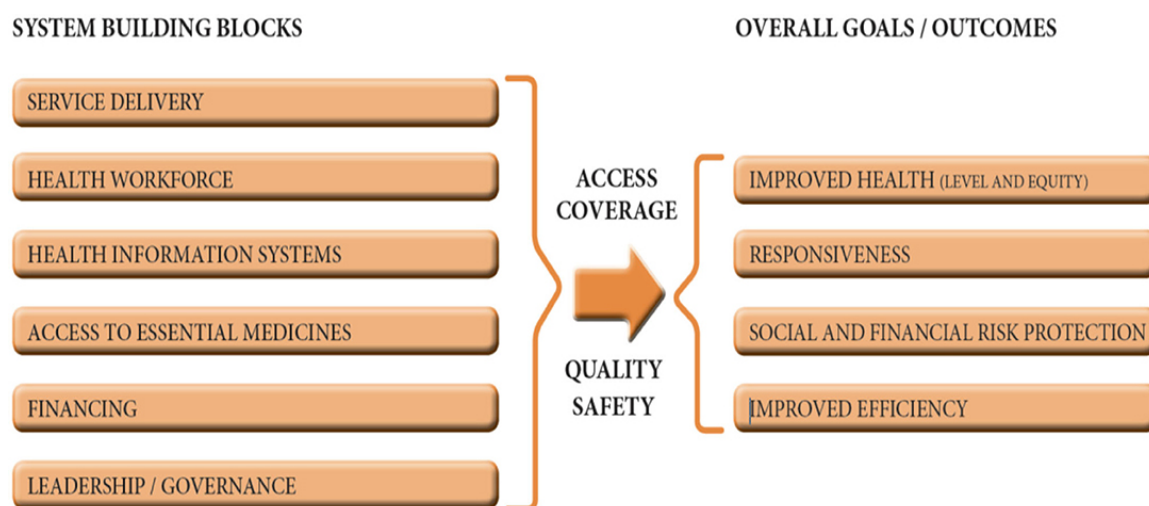 SYSTEM BUILDING BLOCKS
SERVICE DELIVERY
HEALTH WORKFORCE
HEALTH INFORMATION SYSTEMS
ACCESS TO ESSENTIAL MEDICINES
FINANCING
LEADERSHIP / GOVERNANCE
ACCESS
COVERAGE
QUALITY
SAFETY
OVERALL GOALS / OUTCOMES
IMPROVED HEALTH (LEVEL AND EQUITY)
RESPONSIVENESS
SOCIAL AND FINANCIAL RISK PROTECTION
IMPROVED EFFICIENCY